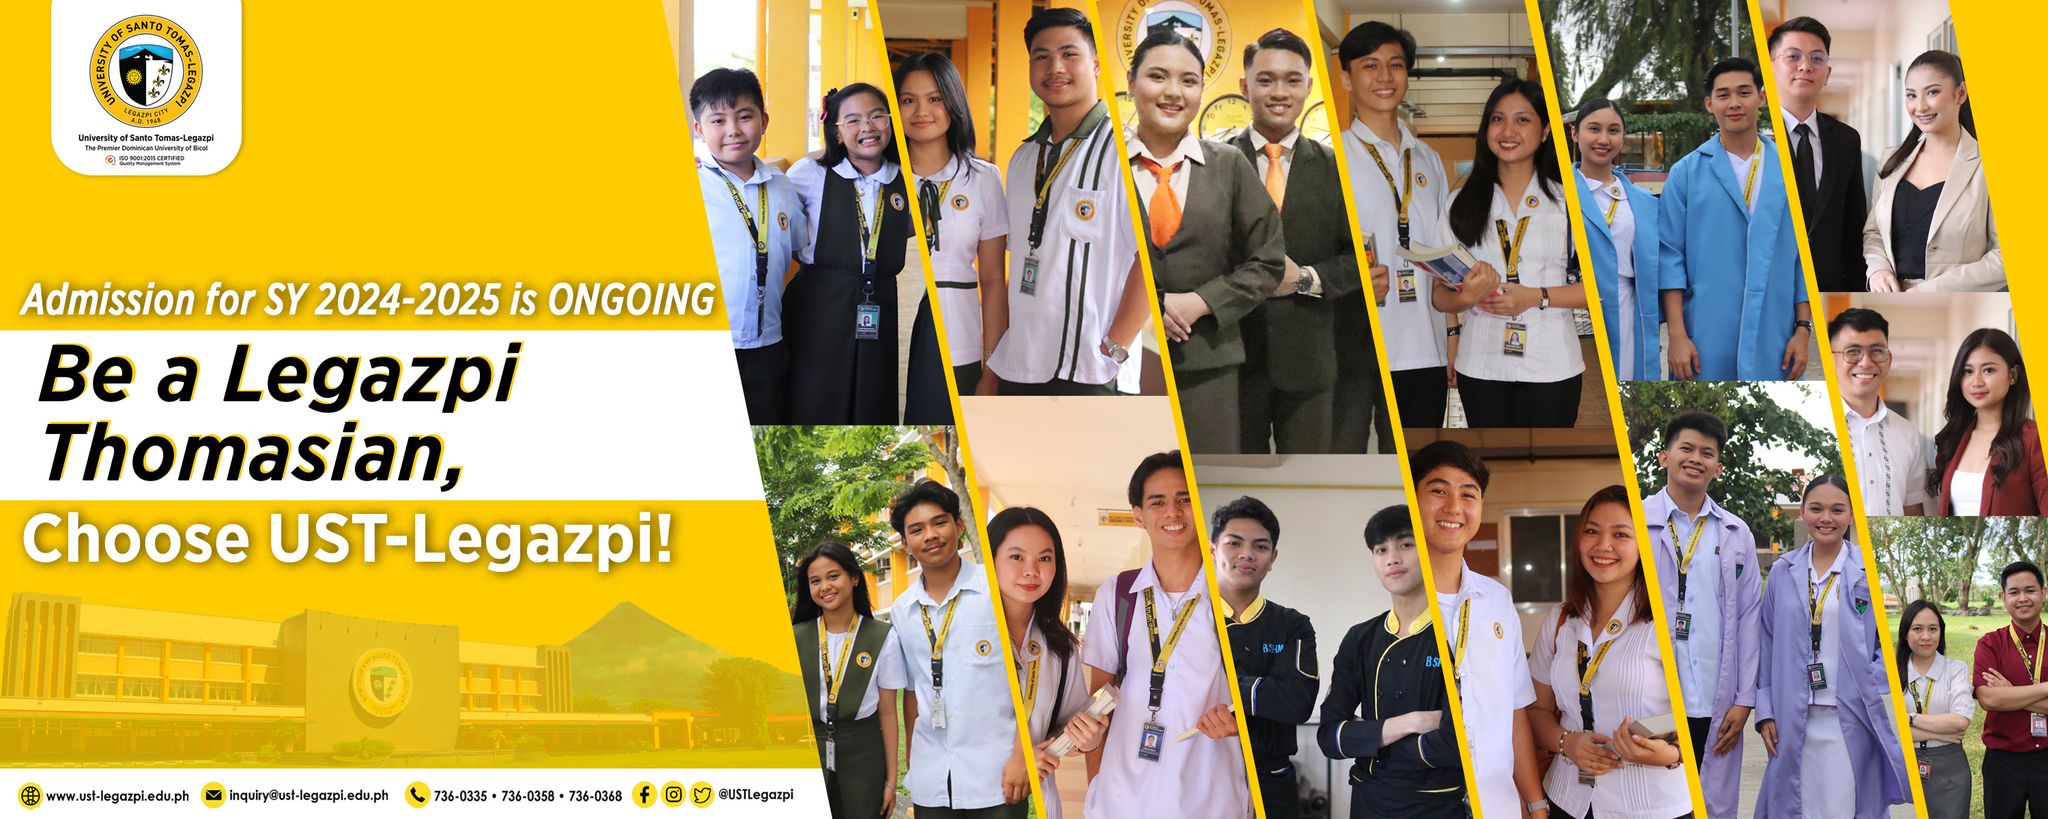 UNIVERSITY OF SANTO TOMAS-LEGAZPI
LEGAZPI CITY
A.D. 1948
University of Santo Tomas-Legazpi
The Premier Dominican University of Bicol
ISO 9001:2015 CERTIFIED
Quality Management System
Admission for SY 2024-2025 is ONGOING
Be a Legazpi
Thomasian,
Choose UST-Legazpi!
www.ust-legazpi.edu.ph
inquiry@ust-legazpi.edu.ph
736-0335 • 736-0358 • 736-0368
@USTLegazpi
BSHM